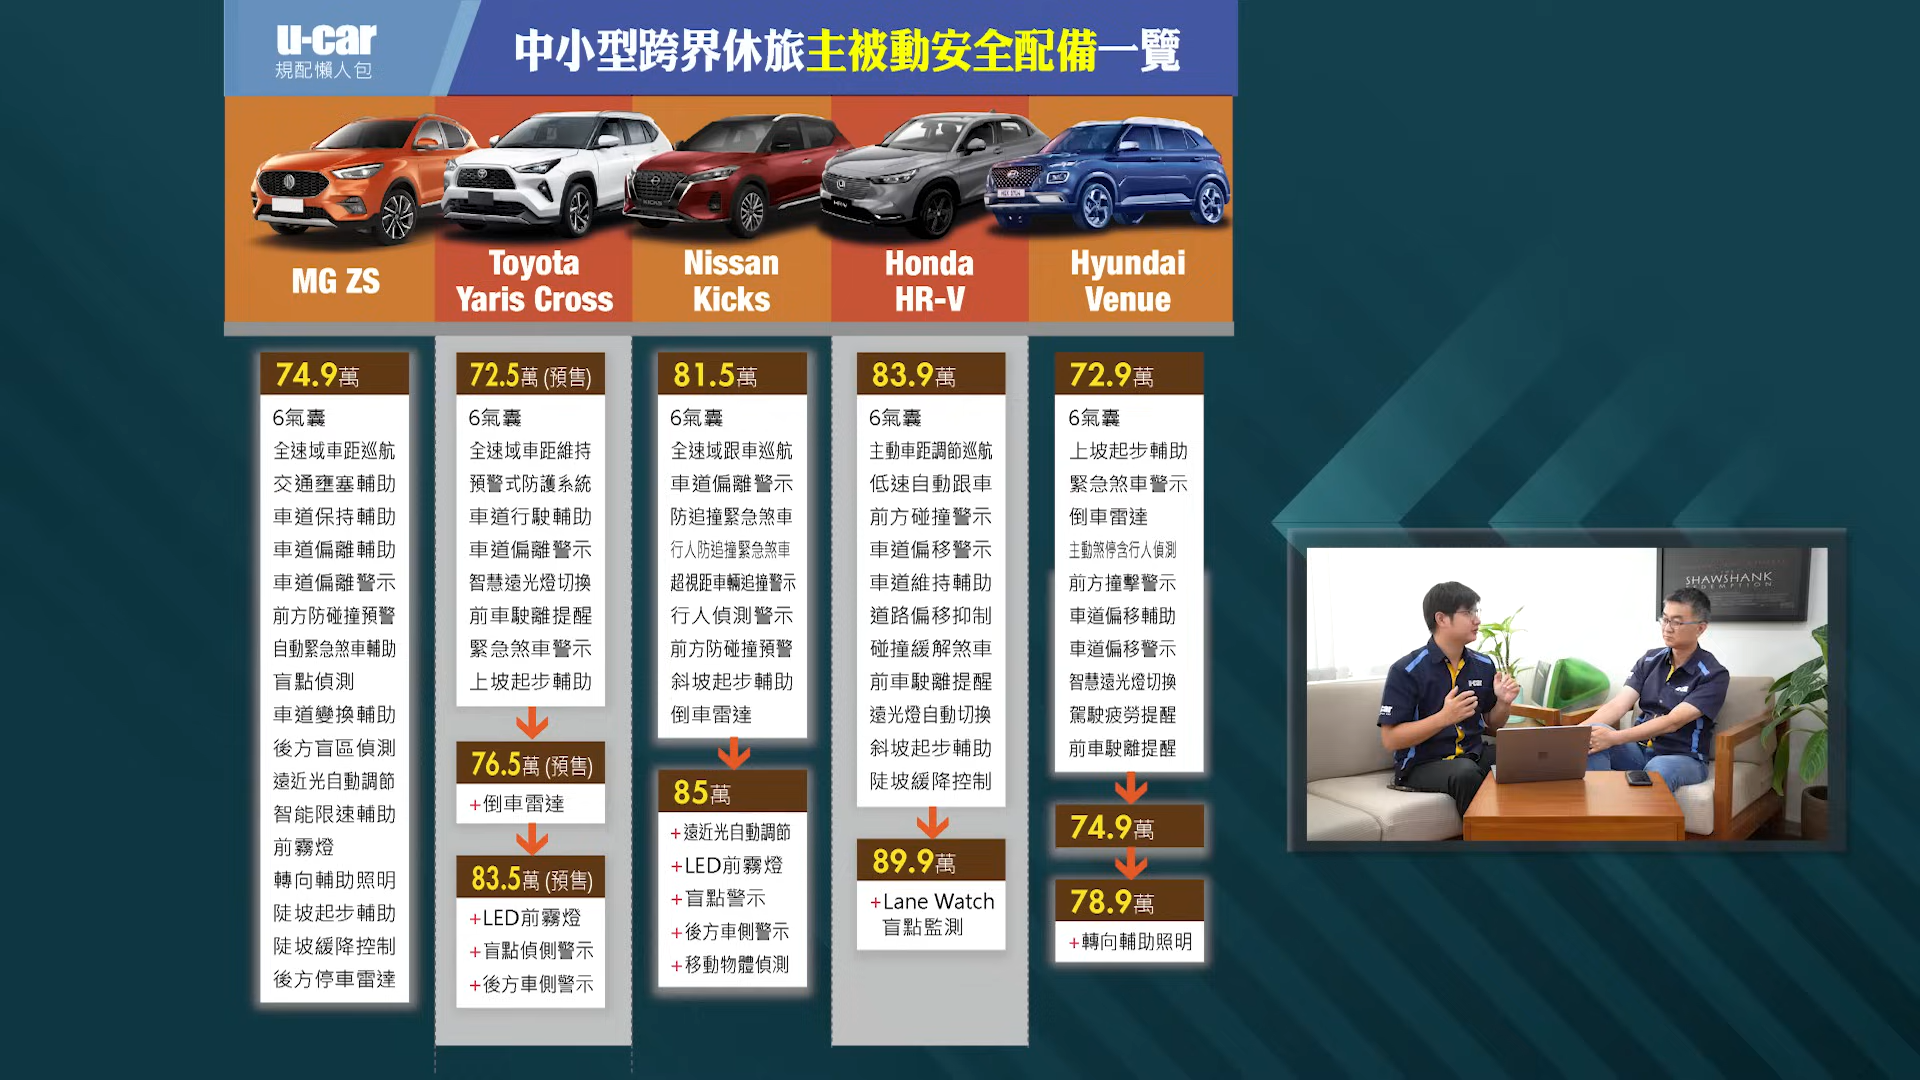 u-car
規配懶人包
中小型跨界休旅主被動安全配備一覽
MG ZS
Toyota
Yaris Cross
Nissan
Kicks
Honda
HR-V
Hyundai
Venue
74.9萬
6氣囊
全速域車距巡航
交通壅塞輔助
車道保持輔助
車道偏離輔助
車道偏離警示
前方防碰撞預警
自動緊急煞車輔助
盲點偵測
車道變換輔助
後方盲區偵測
遠近光自動調節
智能限速輔助
前霧燈
轉向輔助照明
陡坡起步輔助
陡坡緩降控制
後方停車雷達
72.5萬 (預售)
6氣囊
全速域車距維持
預警式防護系統
車道行駛輔助
車道偏離警示
智慧遠光燈切換
前車駛離提醒
緊急煞車警示
上坡起步輔助
76.5萬 (預售)
+倒車雷達
83.5萬 (預售)
+LED前霧燈
+盲點偵側警示
+後方車側警示
81.5萬
6氣囊
全速域跟車巡航
車道偏離警示
防追撞緊急煞車
行人防追撞緊急煞車
超視距車輛追撞警示
行人偵測警示
前方防碰撞預警
斜坡起步輔助
倒車雷達
85萬
+遠近光自動調節
+LED前霧燈
+盲點警示
+後方車側警示
+移動物體偵測
83.9萬
6氣囊
主動車距調節巡航
低速自動跟車
前方碰撞警示
車道偏移警示
車道維持輔助
道路偏移抑制
碰撞緩解煞車
前車駛離提醒
遠光燈自動切換
斜坡起步輔助
陡坡緩降控制
89.9萬
+Lane Watch
盲點監測
72.9萬
6氣囊
上坡起步輔助
緊急煞車警示
倒車雷達
主動煞停含行人偵測
前方撞擊警示
車道偏移輔助
車道偏移警示
智慧遠光燈切換
駕駛疲勞提醒
前車駛離提醒
74.9萬
78.9萬
+轉向輔助照明
SHAWSHANK
u-car
u-car